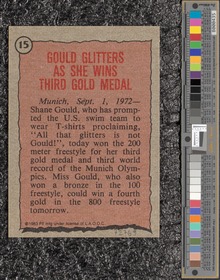 15
GOULD GLITTERS
AS SHE WINS
THIRD GOLD MEDAL
Munich, Sept. 1, 1972—
Shane Gould, who has prompted
the U.S. swim team to
wear T-shirts proclaiming,
"All that glitters is not
Gould!", today won the 200
meter freestyle for her third
gold medal and third world
record of the Munich Olym-
pics. Miss Gould, who also
won a bronze in the 100
freestyle, could win a fourth
gold in the 800 freestyle
tomorrow.